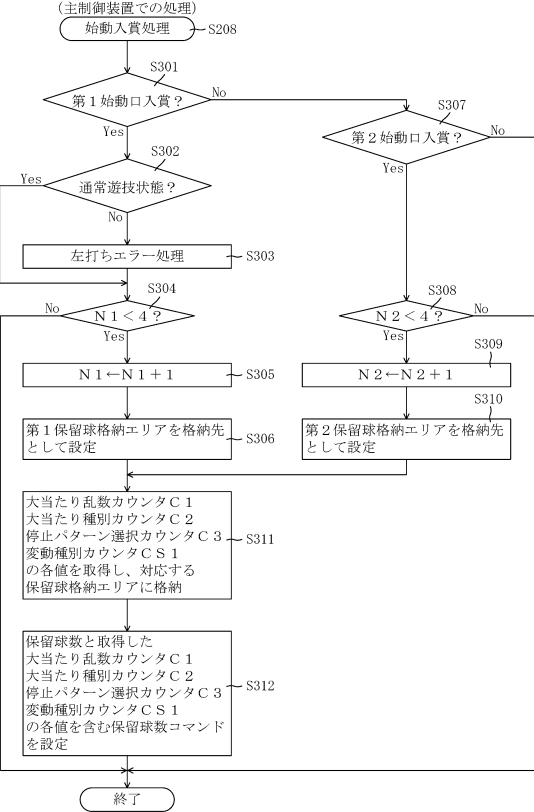 (主制御装置での処理)
始動入賞処理
S208
S301
第１始動口入賞？
No
Yes
S307
第２始動口入賞？
No
Yes
S302
通常遊技状態？
Yes
No
左打ちエラー処理
S303
S304
Ｎ１＜４？
No
Yes
S308
Ｎ２＜４？
No
Yes
Ｎ１←Ｎ１＋１
S305
S309
Ｎ２←Ｎ２＋１
第１保留球格納エリアを格納先
として設定
S306
S310
第２保留球格納エリアを格納先
として設定
大当たり乱数カウンタＣ１
大当たり種別カウンタＣ２
停止パターン選択カウンタＣ３
変動種別カウンタＣＳ１
の各値を取得し、対応する
保留球格納エリアに格納
S311
保留球数と取得した
大当たり乱数カウンタＣ１
大当たり種別カウンタＣ２
停止パターン選択カウンタＣ３
変動種別カウンタＣＳ１
の各値を含む保留球数コマンド
を設定
S312
終了